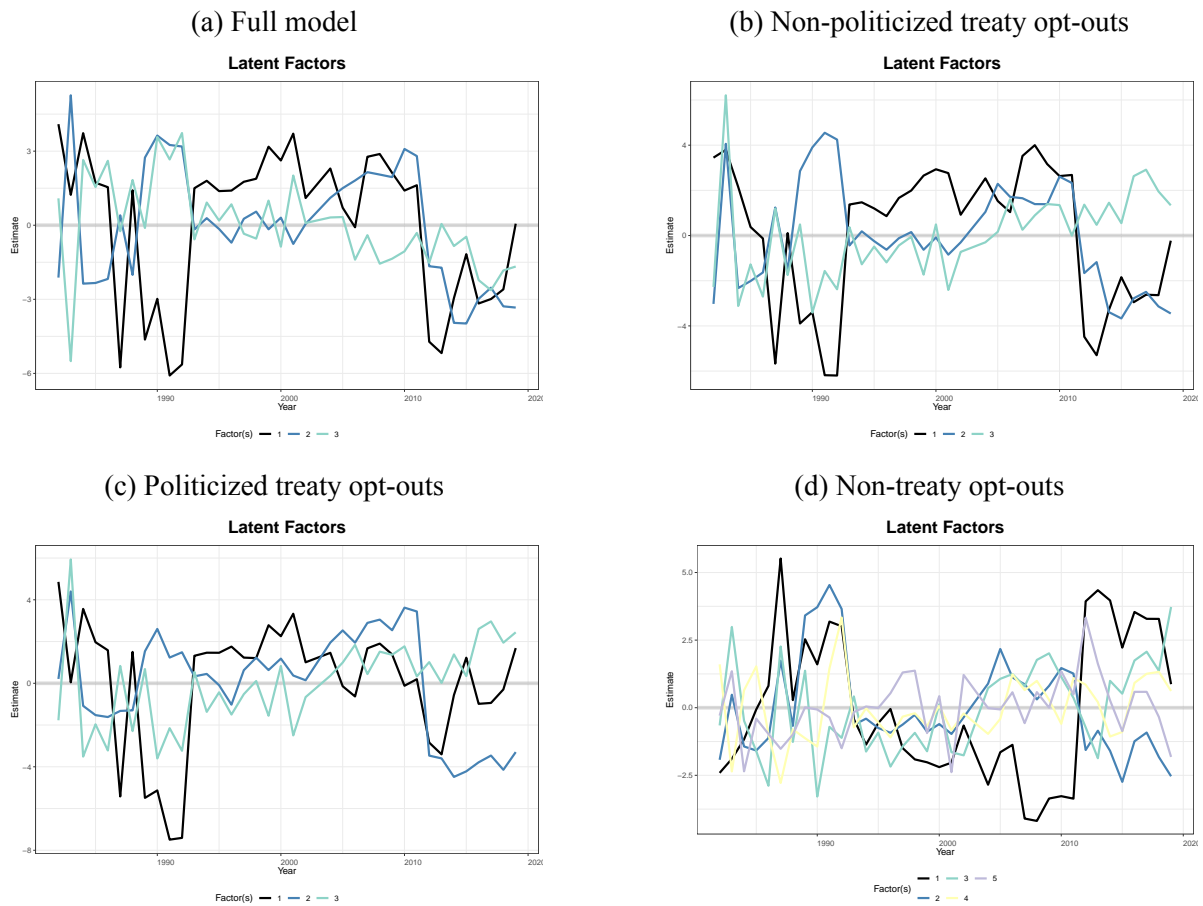 (a) Full model
Latent Factors
Estimate
3
0
−3
−6
1990
2000
2010
2020
Year
Factor(s) 1 2 3
(b) Non-politicized treaty opt-outs
Latent Factors
Estimate
4
0
−4
1990
2000
2010
2020
Year
Factor(s) 1 2 3
(c) Politicized treaty opt-outs
Latent Factors
Estimate
4
0
−4
−8
1990
2000
2010
2020
Year
Factor(s) 1 2 3
(d) Non-treaty opt-outs
Latent Factors
Estimate
5.0
2.5
0.0
−2.5
1990
2000
2010
2020
Year
Factor(s)
1 3 5
2 4